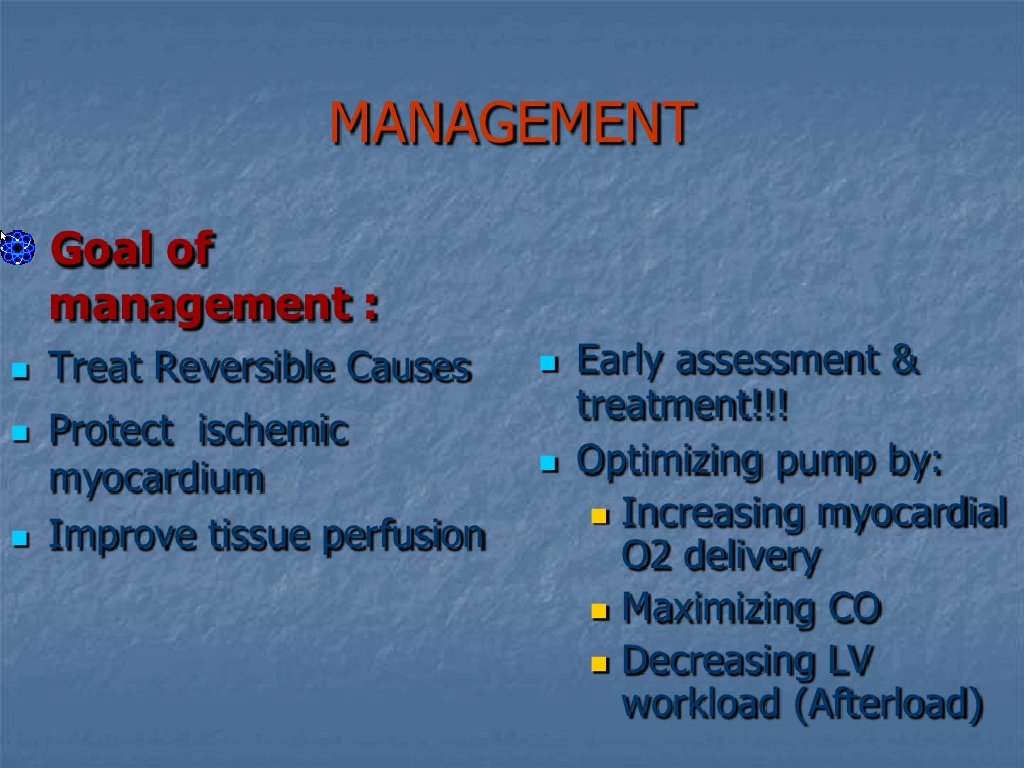 MANAGEMENT
Goal of
management :
Treat Reversible Causes
Protect ischemic
myocardium
Improve tissue perfusion
Early assessment &
treatment!!!
Optimizing pump by:
Increasing myocardial
O2 delivery
Maximizing CO
Decreasing LV
workload (Afterload)